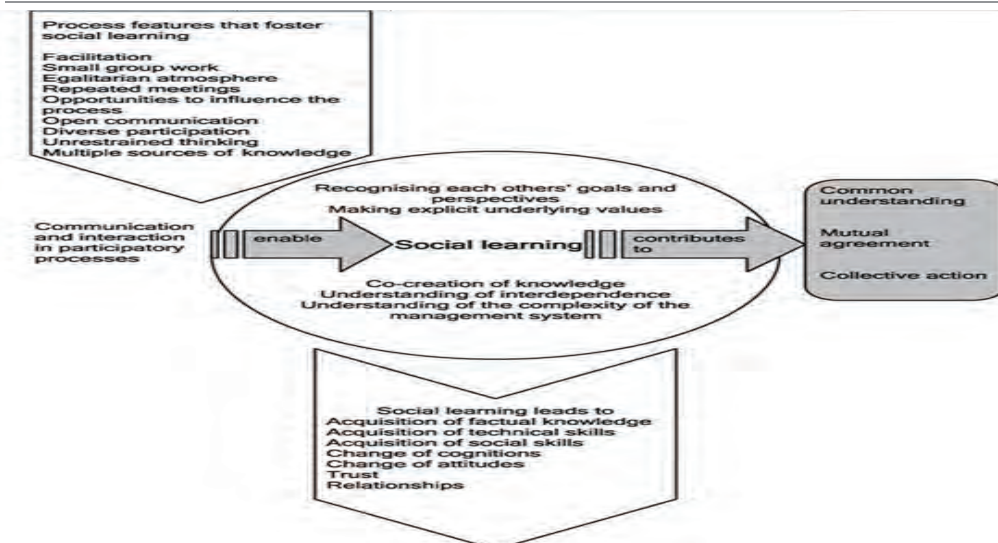 Process features that foster
social learning
Facilitation
Small group work
Egalitarian atmosphere
Repeated meetings
Opportunities to influence the
process
Open communication
Diverse participation
Unrestrained thinking
Multiple sources of knowledge
Communication
and interaction
in participatory
processes
enable
Recognising each others' goals and
perspectives
Making explicit underlying values
Social learning
Co-creation of knowledge
Understanding of interdependence
Understanding of the complexity of the
management system
contributes
to
Common
understanding
Mutual
agreement
Collective action
Social learning leads to
Acquisition of factual knowledge
Acquisition of technical skills
Acquisition of social skills
Change of cognitions
Change of attitudes
Trust
Relationships